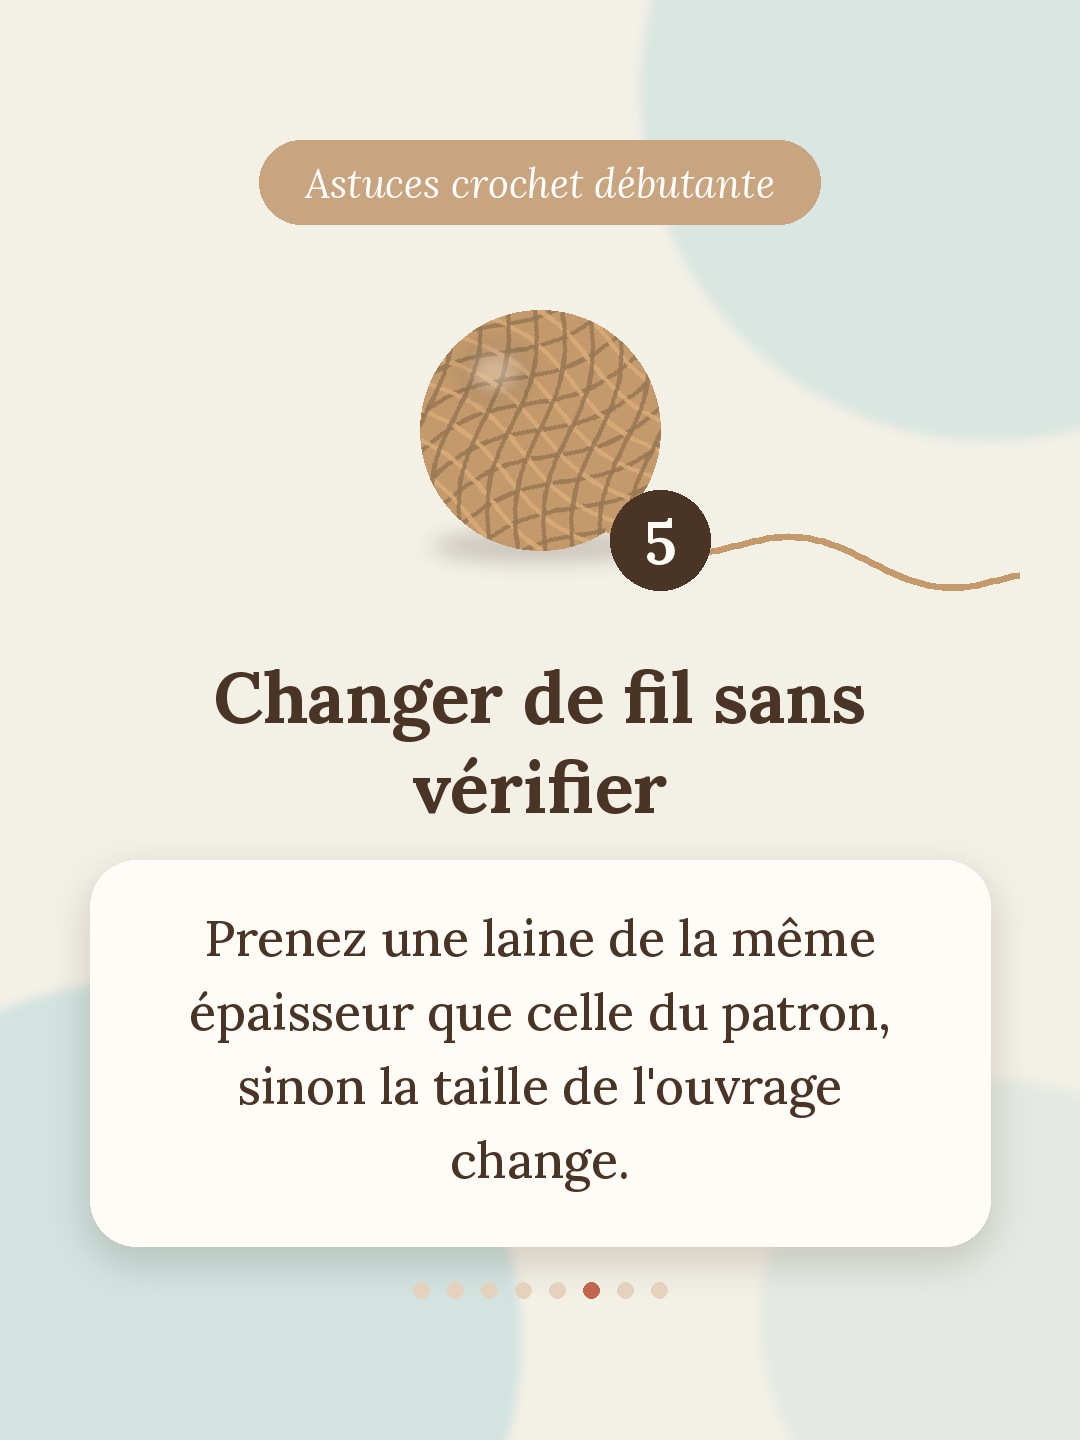 Astuces crochet débutante
5
Changer de fil sans
vérifier
Prenez une laine de la même
épaisseur que celle du patron,
sinon la taille de l'ouvrage
change.